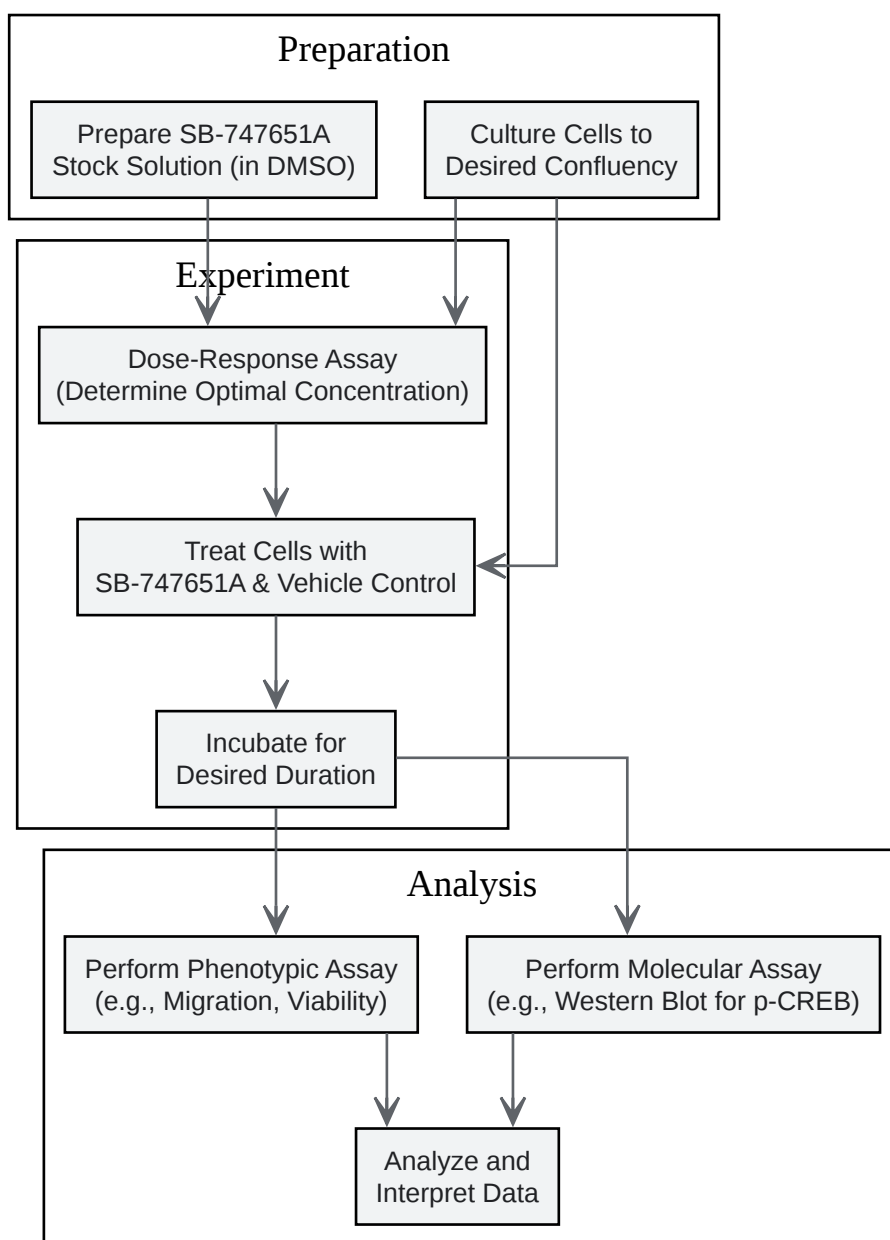 Preparation
Prepare SB-747651A
Stock Solution (in DMSO)
Culture Cells to
Desired Confluency
Experiment
Dose-Response Assay
(Determine Optimal Concentration)
Treat Cells with
SB-747651A & Vehicle Control
Incubate for
Desired Duration
Analysis
Perform Phenotypic Assay
(e.g., Migration, Viability)
Perform Molecular Assay
(e.g., Western Blot for p-CREB)
Analyze and
Interpret Data